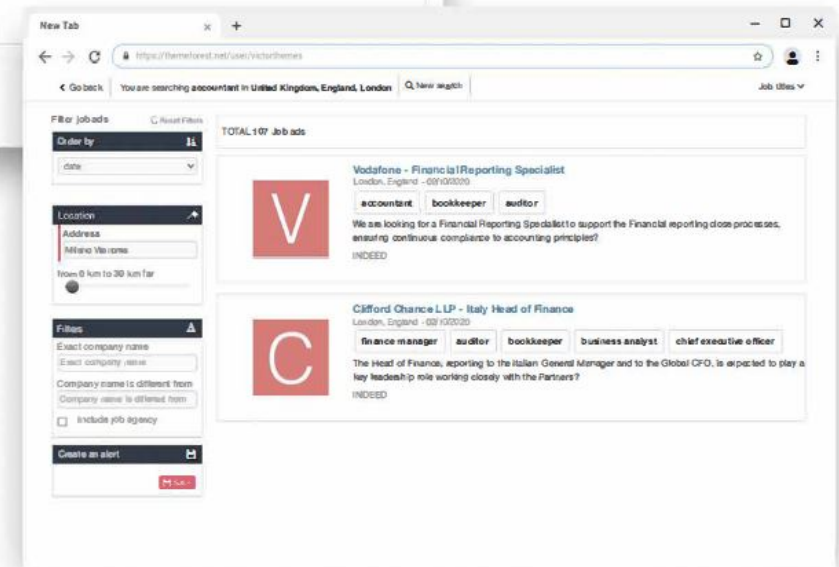 New Tab
https://themeforest.net/user/victorthemes
Go back You are searching accountant in United Kingdom, England, London New search Job titles
Filter job ads Reset Filters
Order by
date
Location
Address
Milano
from 0 km to 30 km far
Filters
Exact company name
Exact company name
Company name is different from
Company name is different from
Include job agency
Create an alert
TOTAL 107 Job ads
V
Vodafone - Financial Reporting Specialist
London, England - 02/10/2020
accountant bookkeeper auditor
We are looking for a Financial Reporting Specialist to support the Financial reporting close processes,
ensuring continuous compliance to accounting principles?
INDEED
C
Clifford Chance LLP - Italy Head of Finance
London, England - 02/10/2020
finance manager auditor bookkeeper business analyst chief executive officer
The Head of Finance, reporting to the Italian General Manager and to the Global CFO, is expected to play a
key leadership role working closely with the Partners?
INDEED